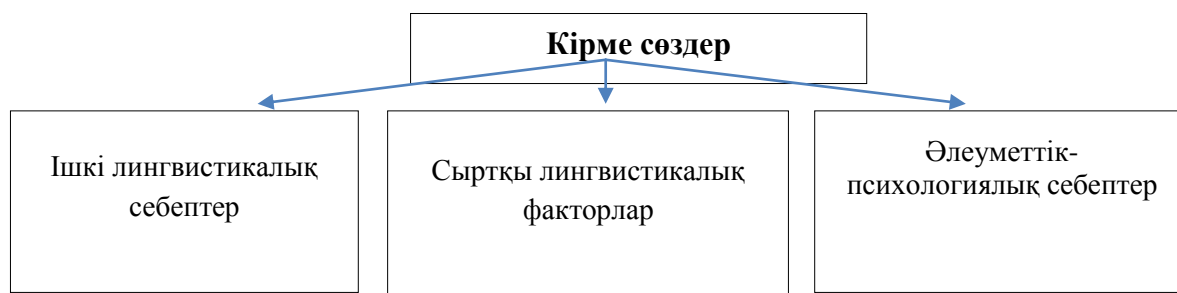 Кірме сөздер
Ішкі лингвистикалық
себептер
Сыртқы лингвистикалық
факторлар
Әлеуметтік-
психологиялық себептер